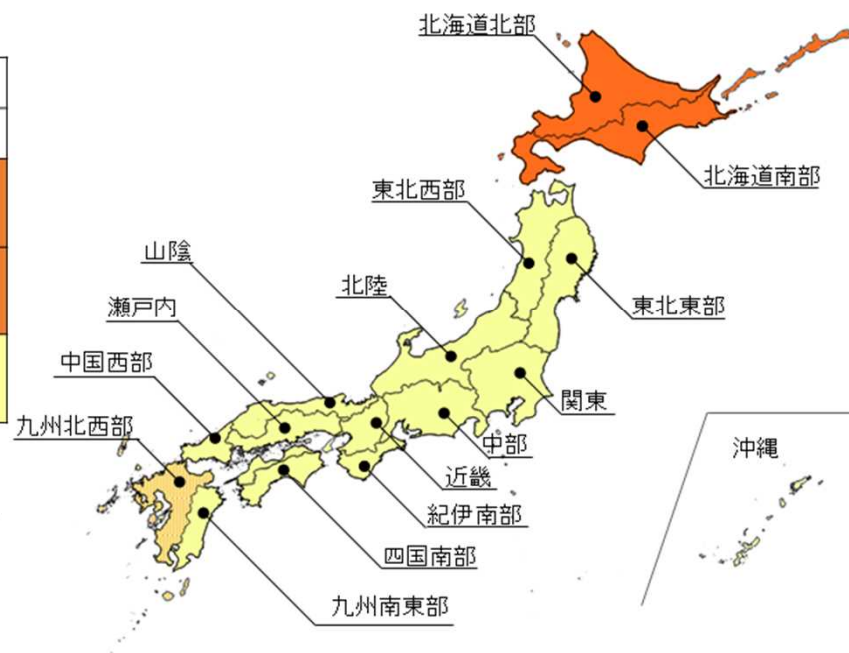 北海道北部
北海道南部
東北西部
山陰
北陸
東北東部
瀬戸内
中国西部
関東
九州北西部
中部
沖縄
近畿
紀伊南部
四国南部
九州南東部